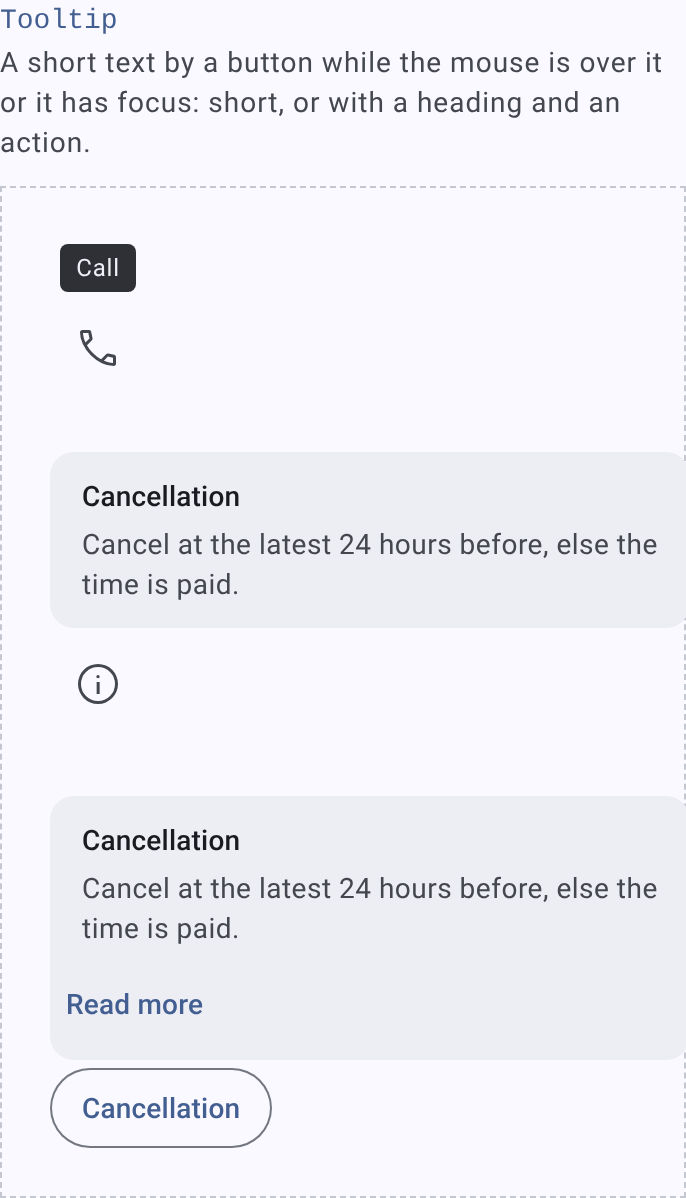 Tooltip
A short text by a button while the mouse is over it
or it has focus: short, or with a heading and an
action.
Call
Cancellation
Cancel at the latest 24 hours before, else the
time is paid.
Cancellation
Cancel at the latest 24 hours before, else the
time is paid.
Read more
Cancellation